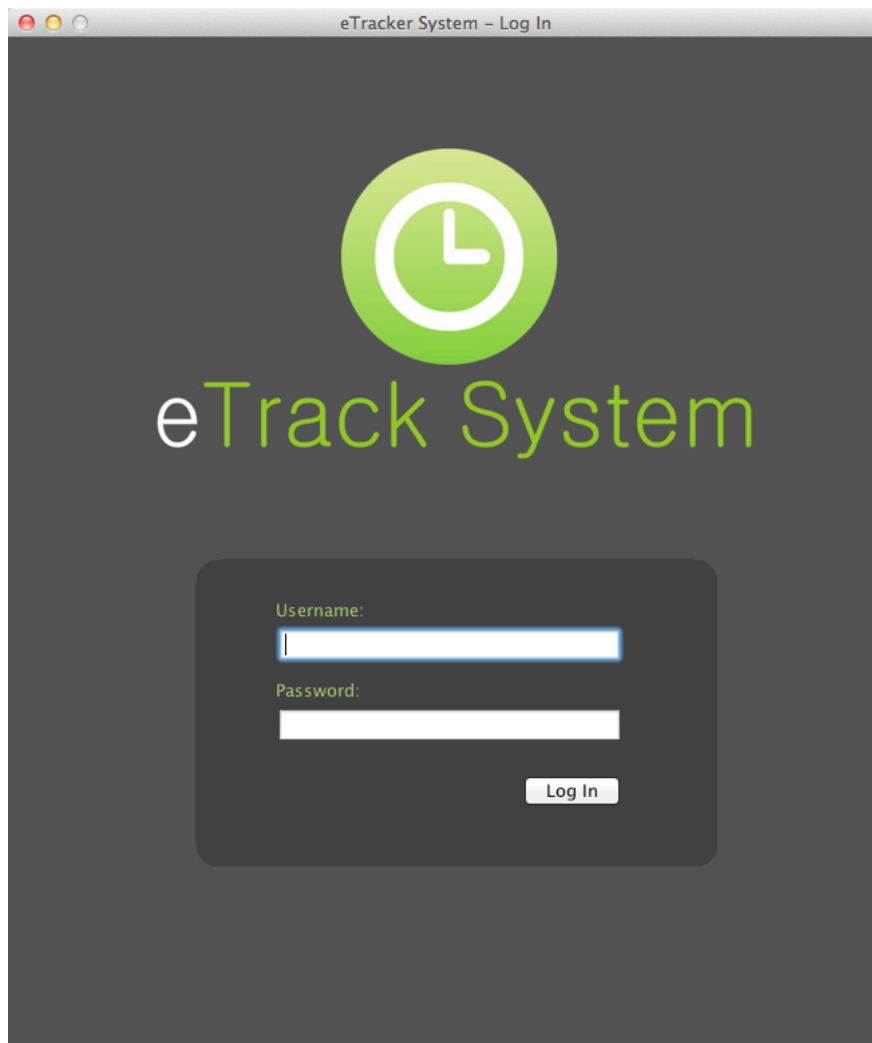 eTracker System – Log In
eTrack System
Username:
Password:
Log In